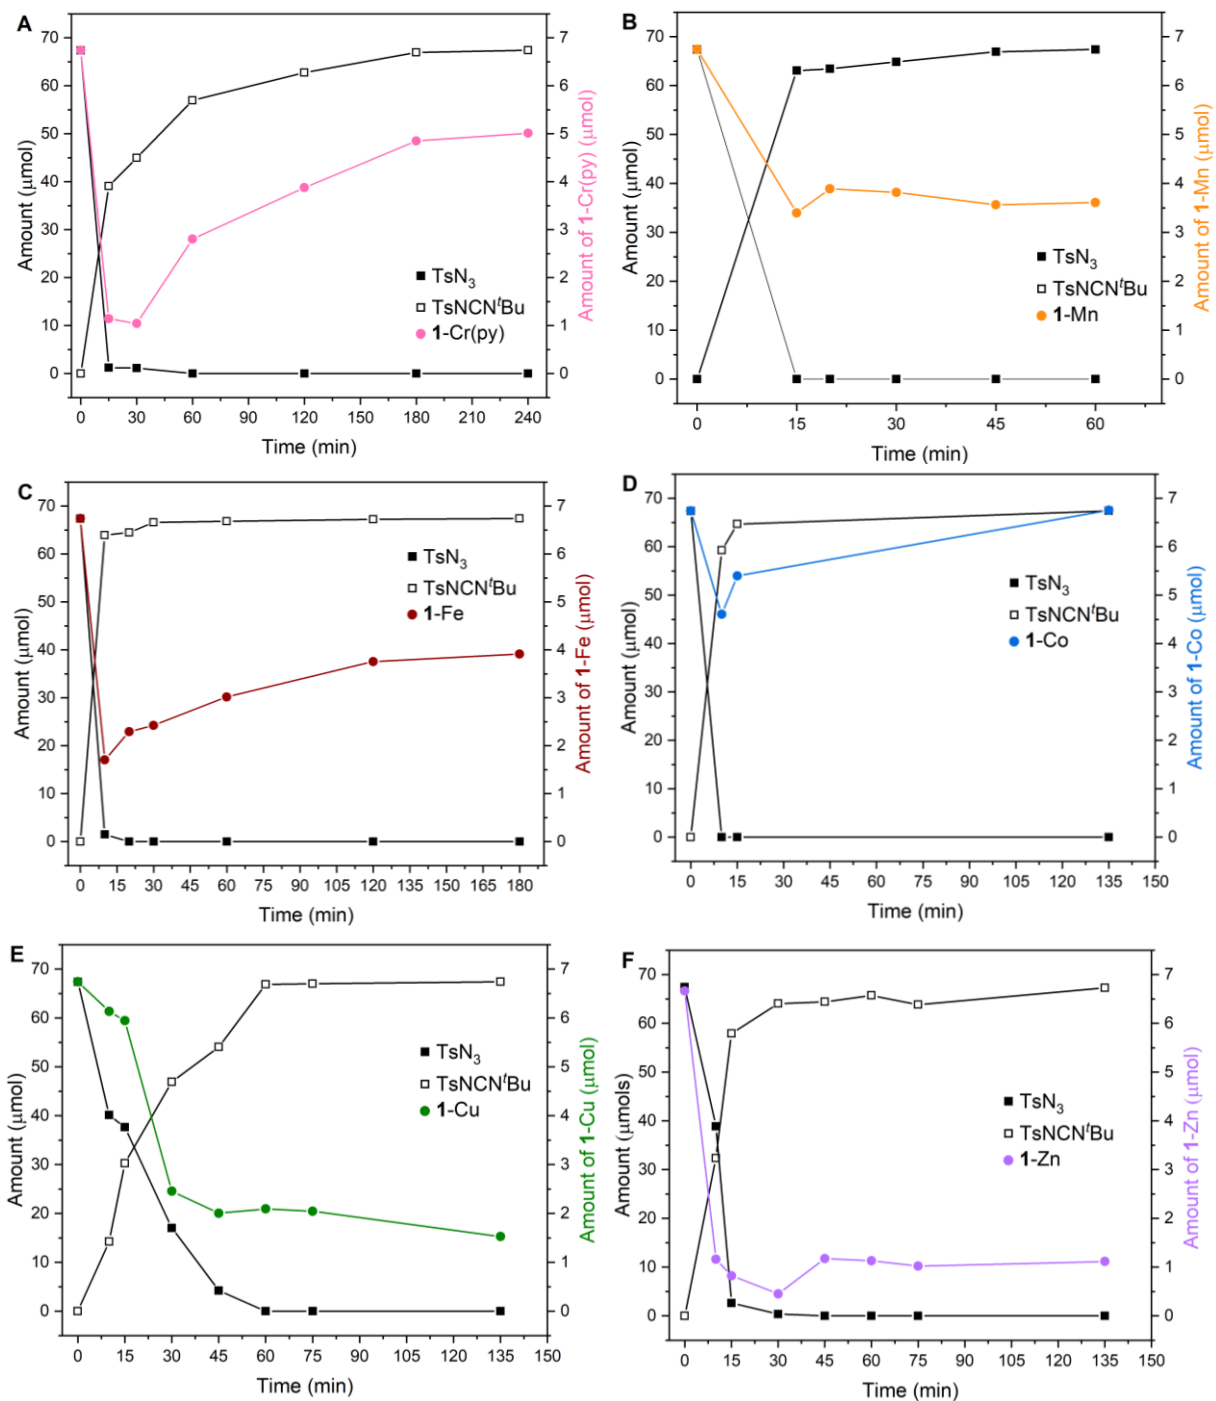 A
70
60
50
40
30
20
10
0
Amount (μmol)
7
6
5
4
3
2
1
0
Amount of 1-Cr(py) (μmol)
TsN₃
TsNCNᵗBu
1-Cr(py)
0 30 60 90 120 150 180 210 240
Time (min)
B
70
60
50
40
30
20
10
0
Amount (μmol)
7
6
5
4
3
2
1
0
Amount of 1-Mn (μmol)
TsN₃
TsNCNᵗBu
1-Mn
0 15 30 45 60
Time (min)
C
70
60
50
40
30
20
10
0
Amount (μmol)
7
6
5
4
3
2
1
0
Amount of 1-Fe (μmol)
TsN₃
TsNCNᵗBu
1-Fe
0 15 30 45 60 75 90 105 120 135 150 165 180
Time (min)
D
70
60
50
40
30
20
10
0
Amount (μmol)
7
6
5
4
3
2
1
0
Amount of 1-Co (μmol)
TsN₃
TsNCNᵗBu
1-Co
0 15 30 45 60 75 90 105 120 135 150
Time (min)
E
70
60
50
40
30
20
10
0
Amount (μmol)
7
6
5
4
3
2
1
0
Amount of 1-Cu (μmol)
TsN₃
TsNCNᵗBu
1-Cu
0 15 30 45 60 75 90 105 120 135 150
Time (min)
F
70
60
50
40
30
20
10
0
Amount (μmols)
7
6
5
4
3
2
1
0
Amount of 1-Zn (μmol)
TsN₃
TsNCNᵗBu
1-Zn
0 15 30 45 60 75 90 105 120 135 150
Time (min)